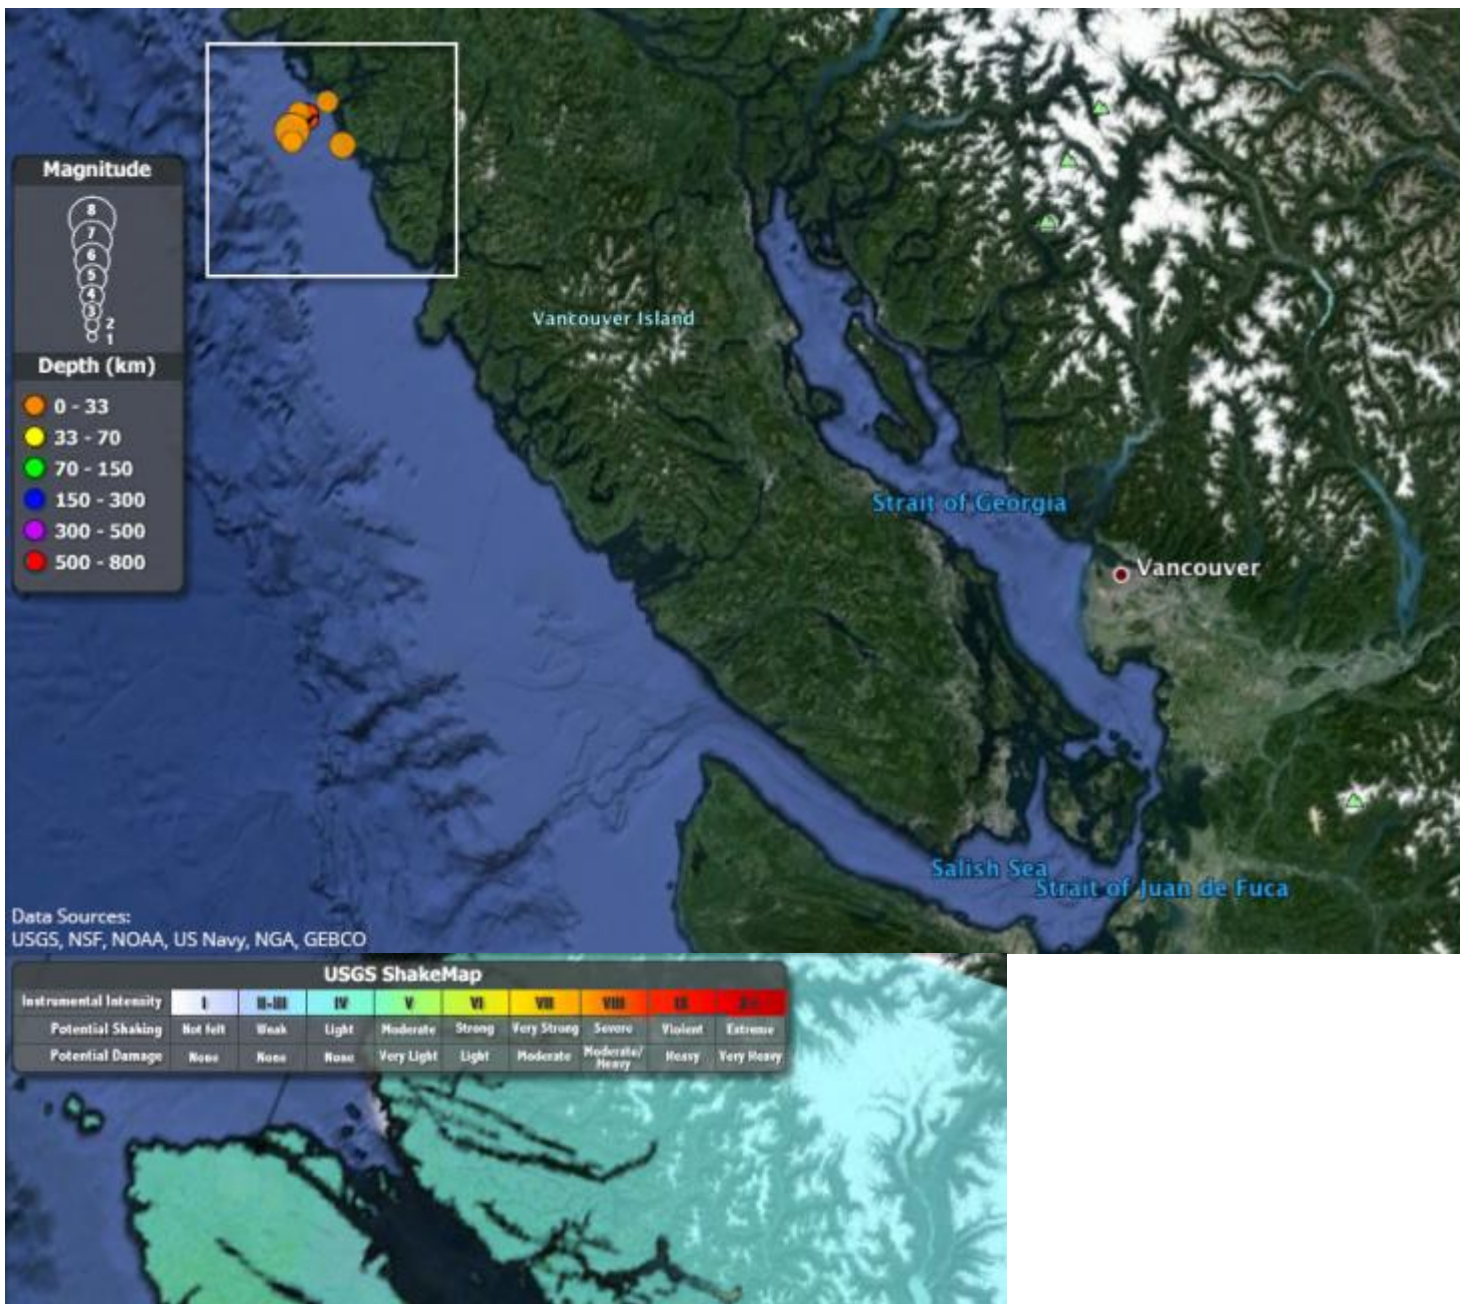 Magnitude
8
7
6
5
4
3
2
1
Depth (km)
0 - 33
33 - 70
70 - 150
150 - 300
300 - 500
500 - 800
Vancouver Island
Strait of Georgia
Vancouver
Salish Sea
Strait of Juan de Fuca
Data Sources:
USGS, NSF, NOAA, US Navy, NGA, GEBCO
USGS ShakeMap
Instrumental Intensity I II-III IV V VI VII VIII IX
Potential Shaking Not felt Weak Light Moderate Strong Very Strong Severe Violent Extreme
Potential Damage None None None Very Light Light Moderate Moderate/ Heavy Heavy Very Heavy